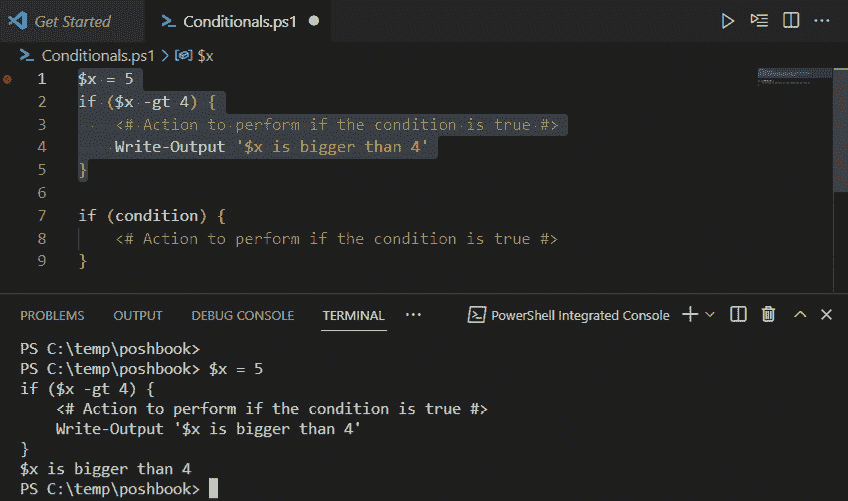 Get Started
Conditionals.ps1
Conditionals.ps1 > $x
1 $x = 5
2 if ($x -gt 4) {
3     <# Action to perform if the condition is true #>
4     Write-Output '$x is bigger than 4'
5 }
6
7 if (condition) {
8     <# Action to perform if the condition is true #>
9 }
PROBLEMS OUTPUT DEBUG CONSOLE TERMINAL ··· PowerShell Integrated Console
PS C:\temp\poshbook>
PS C:\temp\poshbook> $x = 5
if ($x -gt 4) {
    <# Action to perform if the condition is true #>
    Write-Output '$x is bigger than 4'
}
$x is bigger than 4
PS C:\temp\poshbook>